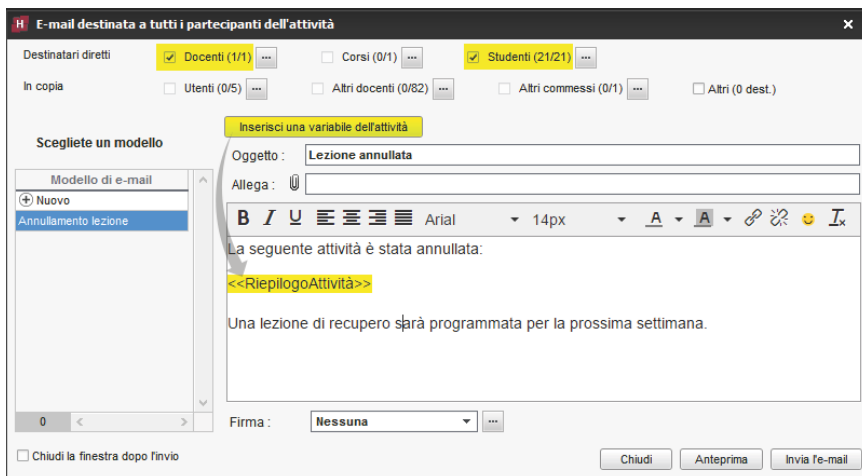 H E-mail destinata a tutti i partecipanti dell'attività
Destinatari diretti Docenti (1/1) ... Corsi (0/1) ... Studenti (21/21) ...
In copia Utenti (0/5) ... Altri docenti (0/82) ... Altri commessi (0/1) ... Altri (0 dest.)
Inserisci una variabile dell'attività
Scegliete un modello
Oggetto : Lezione annullata
Modello di e-mail
Allega :
Nuovo
Annullamento lezione
B I U Arial 14px A A Tx
La seguente attività è stata annullata:
<<RiepilogoAttività>>
Una lezione di recupero sarà programmata per la prossima settimana.
0 < >
Firma : Nessuna ...
Chiudi la finestra dopo l'invio
Chiudi Anteprima Invia l'e-mail